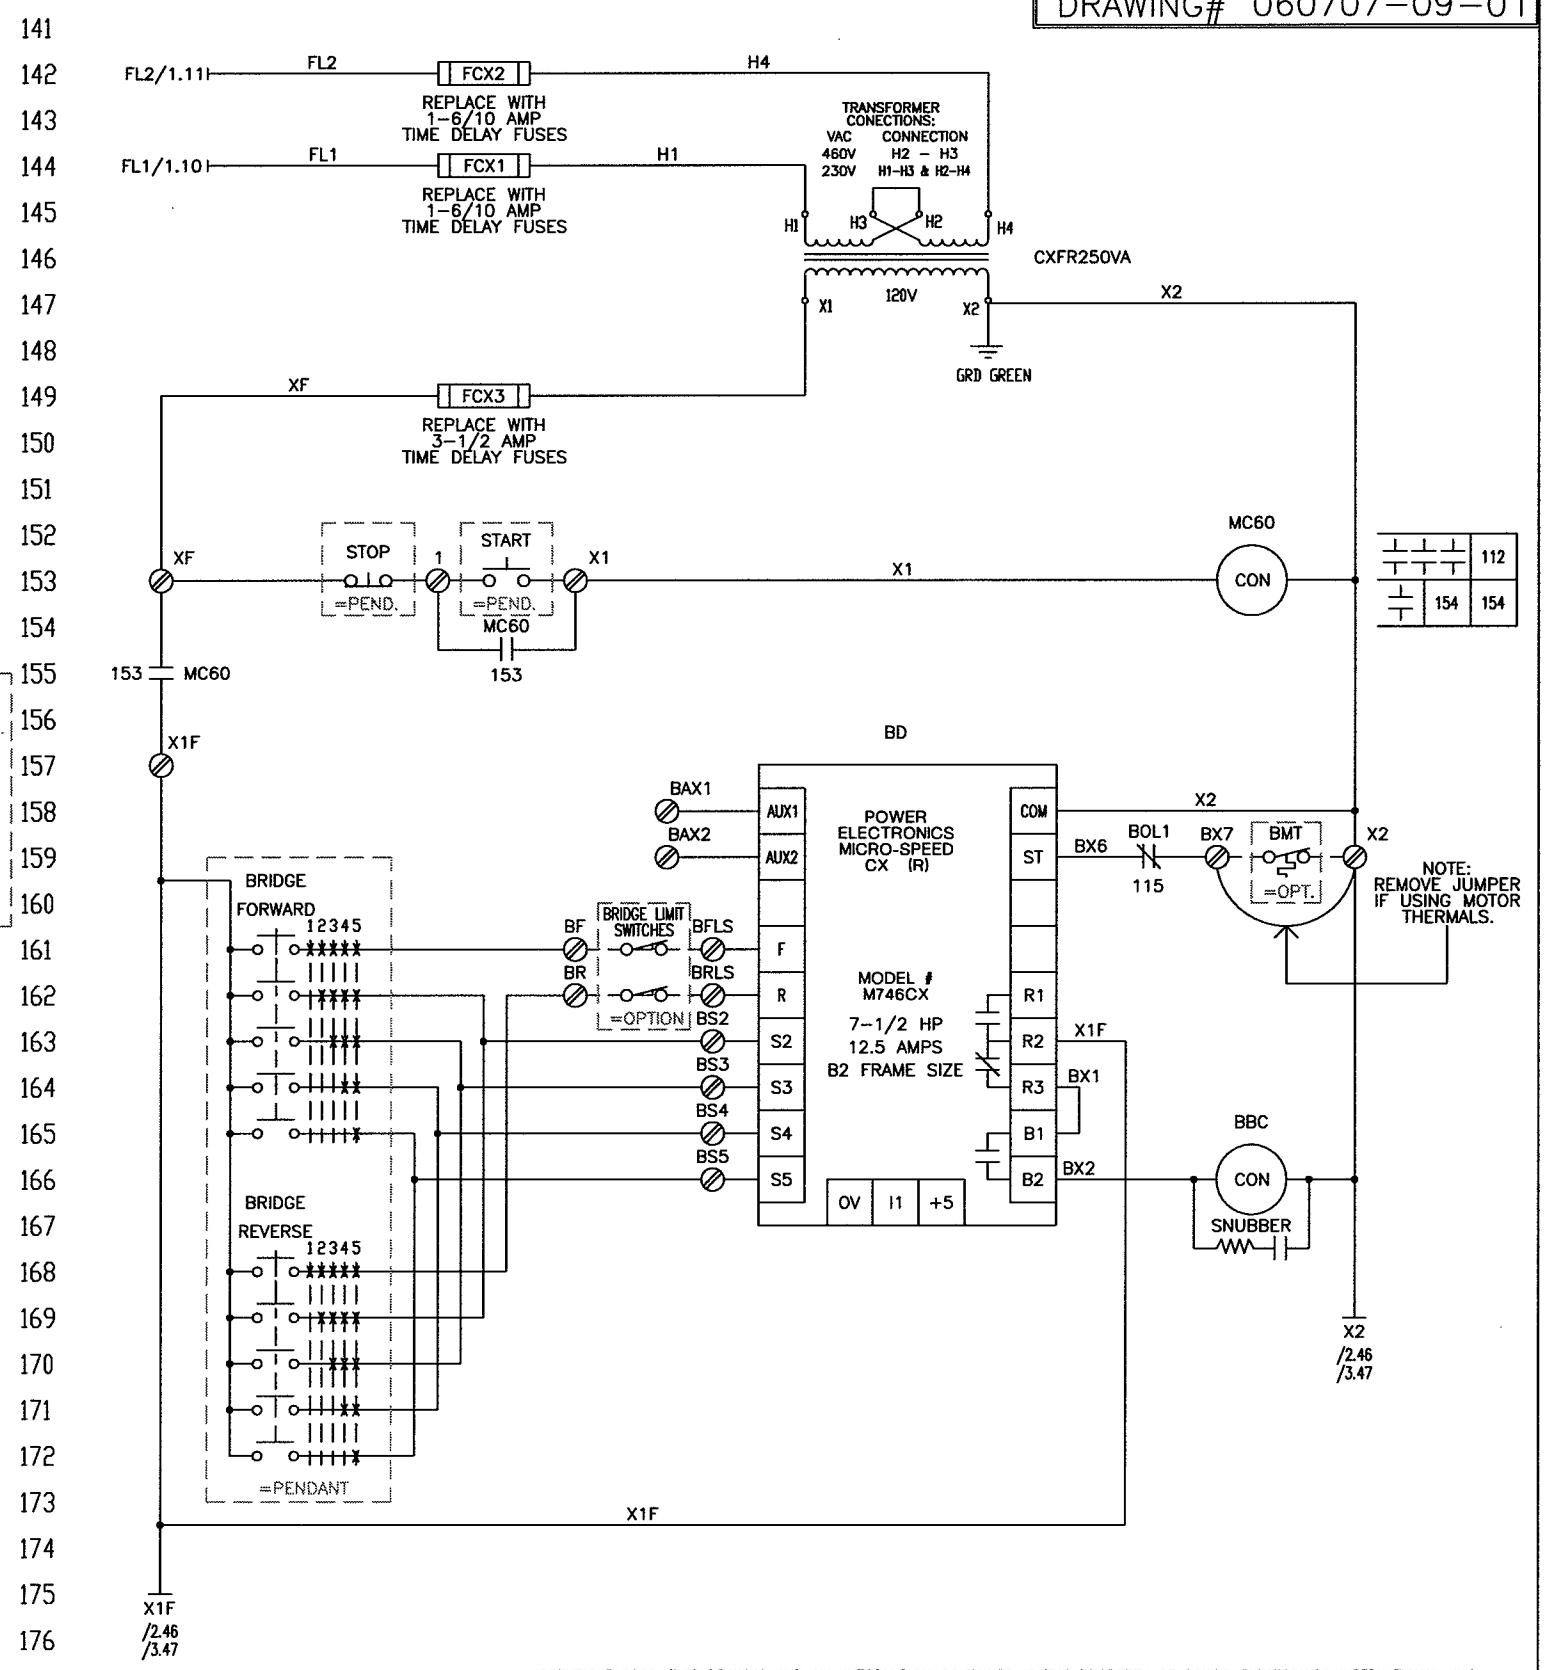 DRAWING# 060707-09-01
141
142 FL2/1.11 FL2 FCX2 H4
REPLACE WITH
1-6/10 AMP
TIME DELAY FUSES
TRANSFORMER
CONECTIONS:
VAC CONNECTION
460V H2 - H3
230V H1-H3 & H2-H4
143
144 FL1/1.10 FL1 FCX1 H1
REPLACE WITH
1-6/10 AMP
TIME DELAY FUSES
145 H1 H3 H2 H4
146 CXFR250VA
147 X1 120V X2 X2
148
GRD GREEN
149 XF FCX3
REPLACE WITH
3-1/2 AMP
TIME DELAY FUSES
150
151
152 MC60
XF STOP 1 START X1
153 X1 CON 112
=PEND. =PEND.
154 154 154
MC60
153
155 153 MC60
156
BD
157 X1F
158 BAX1 AUX1 COM X2
159 BAX2 AUX2 ST BX6 BOL1 BX7 BMT X2
115 =OPT.
NOTE:
REMOVE JUMPER
IF USING MOTOR
THERMALS.
POWER
ELECTRONICS
MICRO-SPEED
CX (R)
160
BRIDGE
FORWARD
12345
BRIDGE LIMIT
SWITCHES
161 BF BFLS F
162 BR BRLS R R1
=OPTION
MODEL #
M746CX
7-1/2 HP
12.5 AMPS
B2 FRAME SIZE
163 BS2 S2 R2 X1F
164 BS3 S3 R3 BX1
165 BS4 S4 B1 BBC
166 BS5 S5 B2 BX2 CON
0V I1 +5
SNUBBER
167
BRIDGE
REVERSE
12345
168
169
170
X2
/2.46
/3.47
171
172
=PENDANT
173
X1F
174
175
X1F
/2.46
/3.47
176